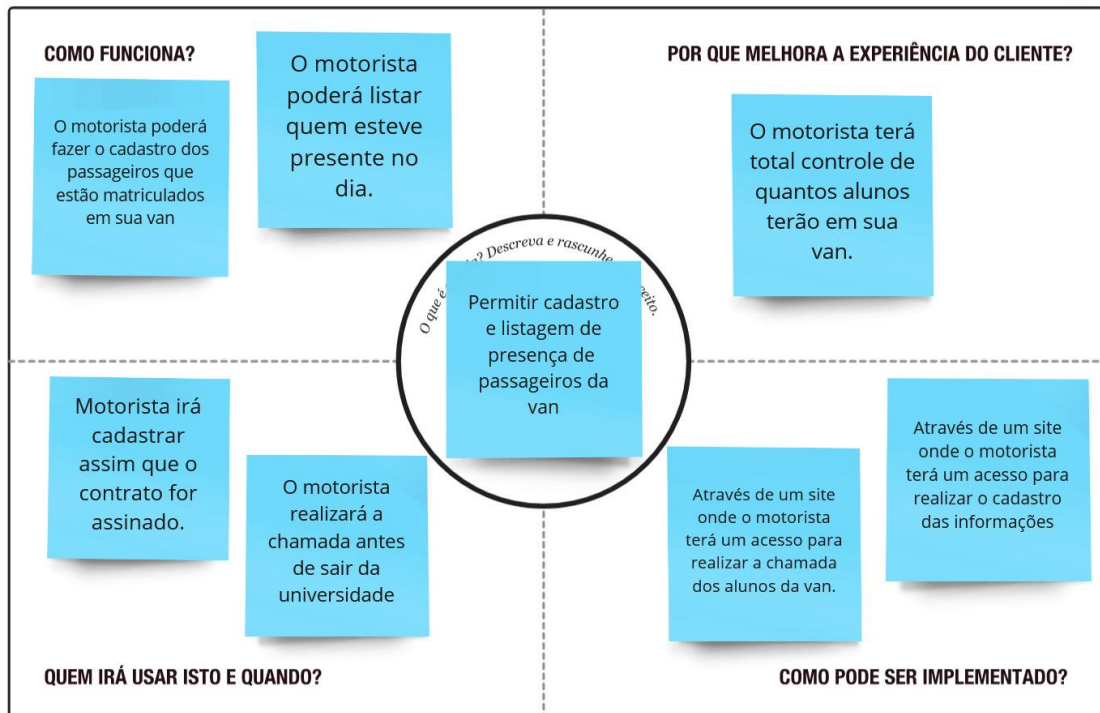 COMO FUNCIONA?
O motorista poderá
fazer o cadastro dos
passageiros que
estão matriculados
em sua van
O motorista
poderá listar
quem esteve
presente no
dia.
POR QUE MELHORA A EXPERIÊNCIA DO CLIENTE?
O motorista terá
total controle de
quantos alunos
terão em sua
van.
O que é ? Descreva e rascunhe
Permitir cadastro
e listagem de
presença de
passageiros da
van
Motorista irá
cadastrar
assim que o
contrato for
assinado.
O motorista
realizará a
chamada antes
de sair da
universidade
QUEM IRÁ USAR ISTO E QUANDO?
Através de um site
onde o motorista
terá um acesso para
realizar a chamada
dos alunos da van.
Através de um site
onde o motorista
terá um acesso para
realizar o cadastro
das informações
COMO PODE SER IMPLEMENTADO?